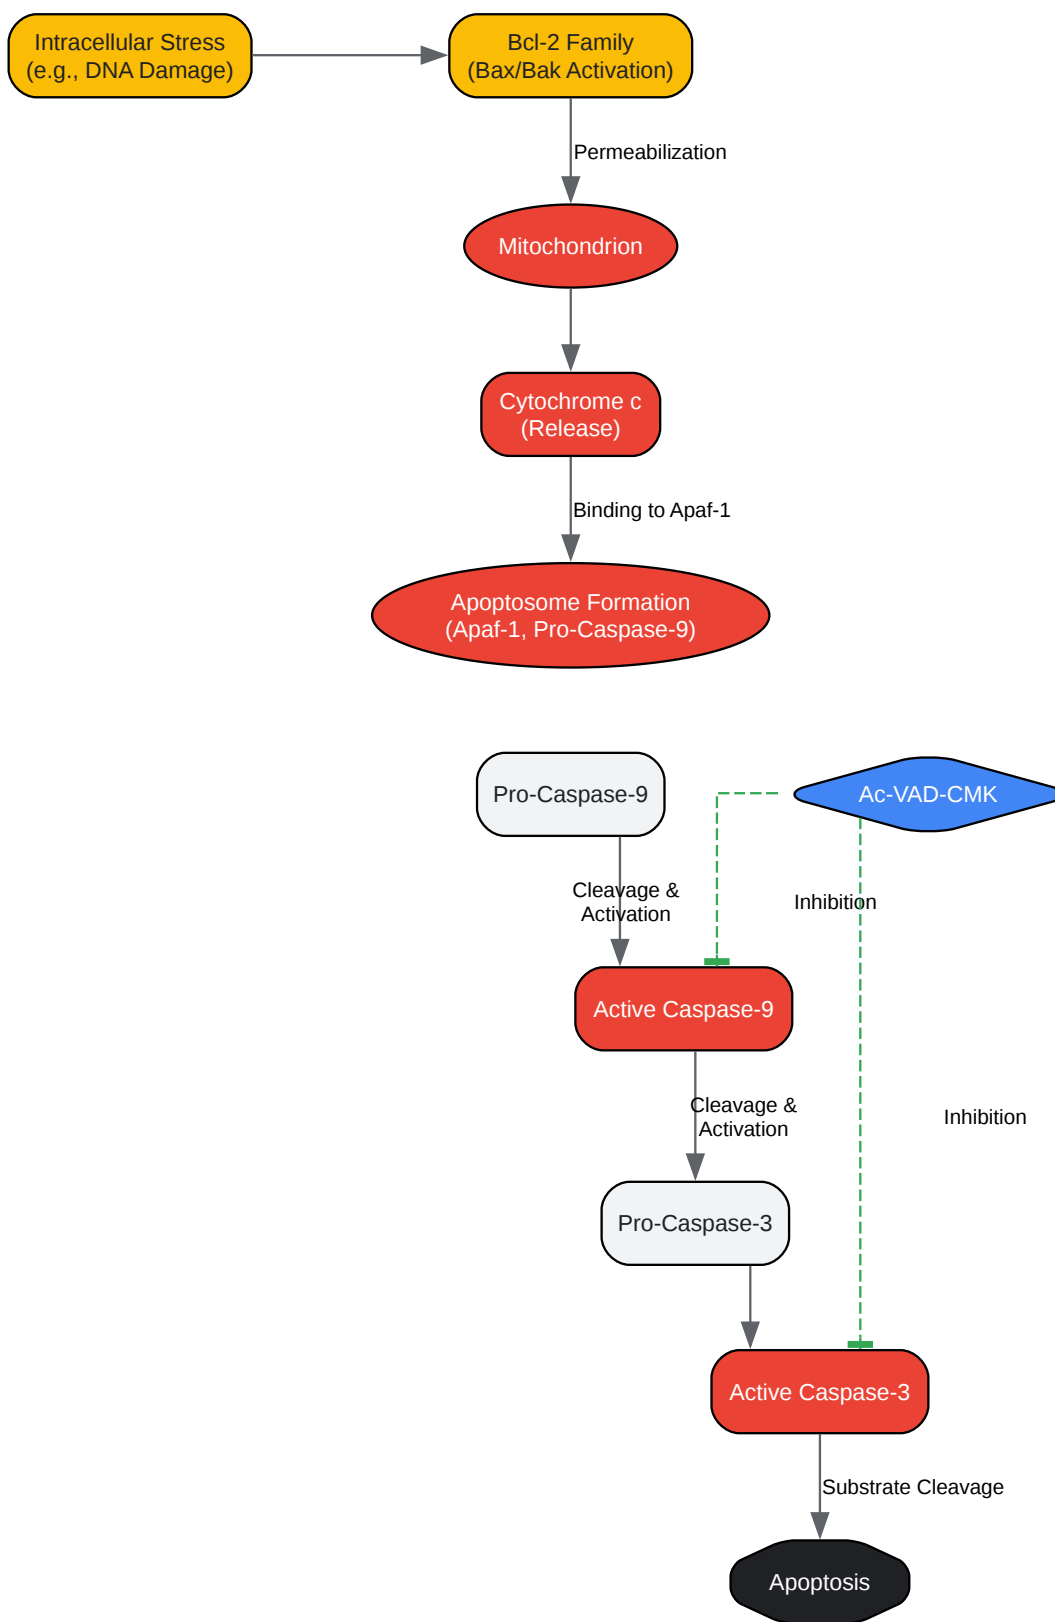 Intracellular Stress
(e.g., DNA Damage)
Bcl-2 Family
(Bax/Bak Activation)
Permeabilization
Mitochondrion
Cytochrome c
(Release)
Binding to Apaf-1
Apoptosome Formation
(Apaf-1, Pro-Caspase-9)
Pro-Caspase-9
Ac-VAD-CMK
Cleavage &
Activation
Inhibition
Active Caspase-9
Cleavage &
Activation
Inhibition
Pro-Caspase-3
Active Caspase-3
Substrate Cleavage
Apoptosis